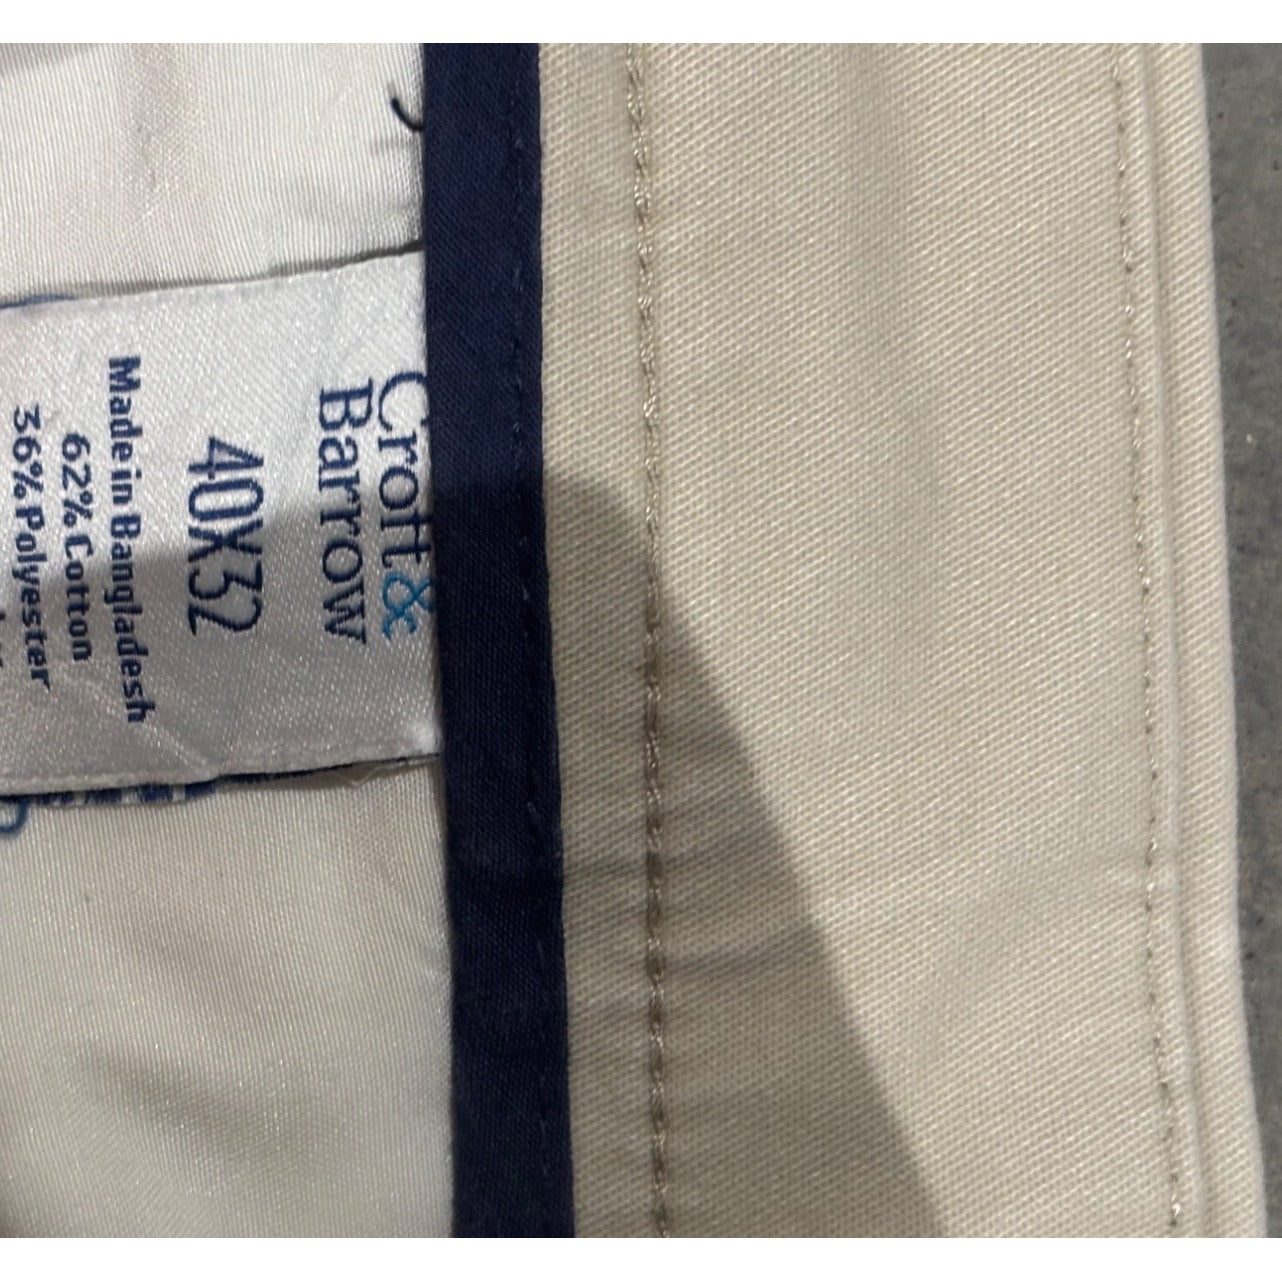 Croft &
Barrow
40X32
Made in Bangladesh
62% Cotton
36% Polyester